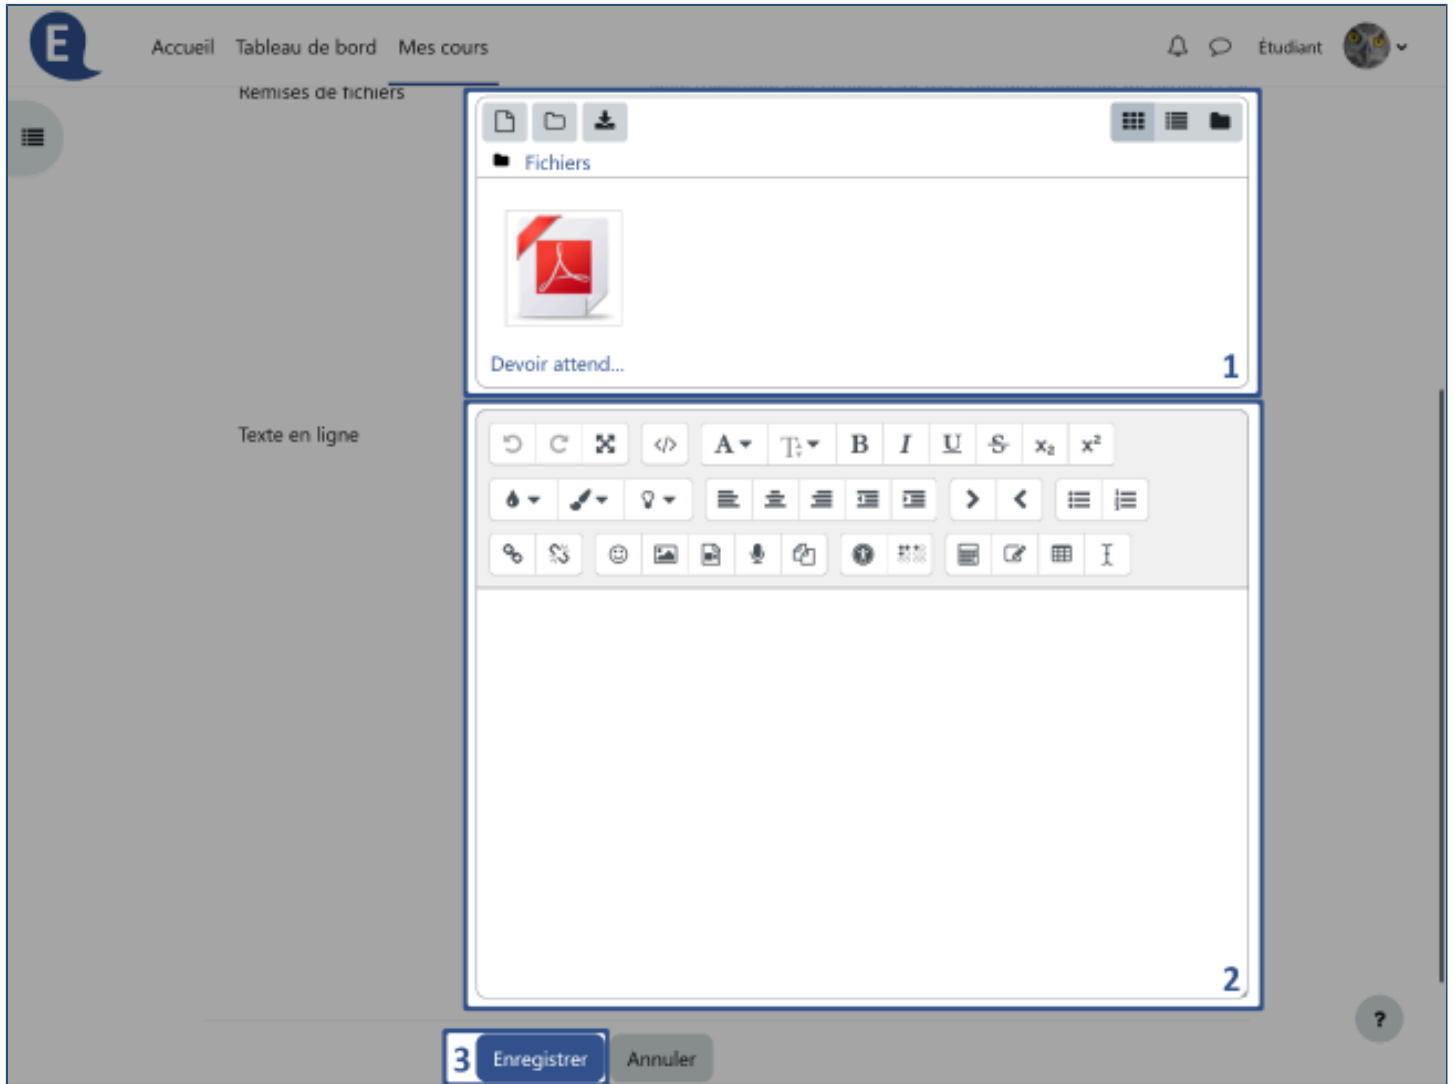 E
Accueil Tableau de bord Mes cours Étudiant
Remises de fichiers
Fichiers
Devoir attend...
1
Texte en ligne
A B I U S x₂ x²
2
3 Enregistrer Annuler
?